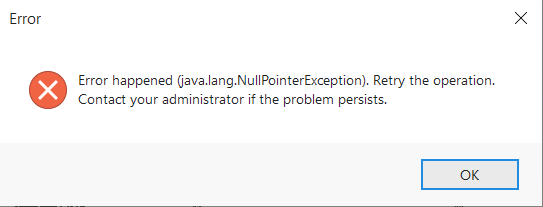 Error
Error happened (java.lang.NullPointerException). Retry the operation.
Contact your administrator if the problem persists.
OK